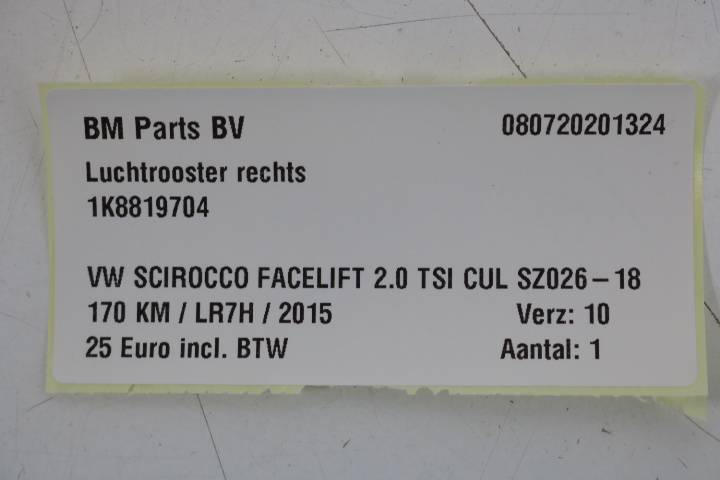 BM Parts BV 080720201324
Luchtrooster rechts
1K8819704
VW SCIROCCO FACELIFT 2.0 TSI CUL SZ026-18
170 KM / LR7H / 2015 Verz: 10
25 Euro incl. BTW Aantal: 1